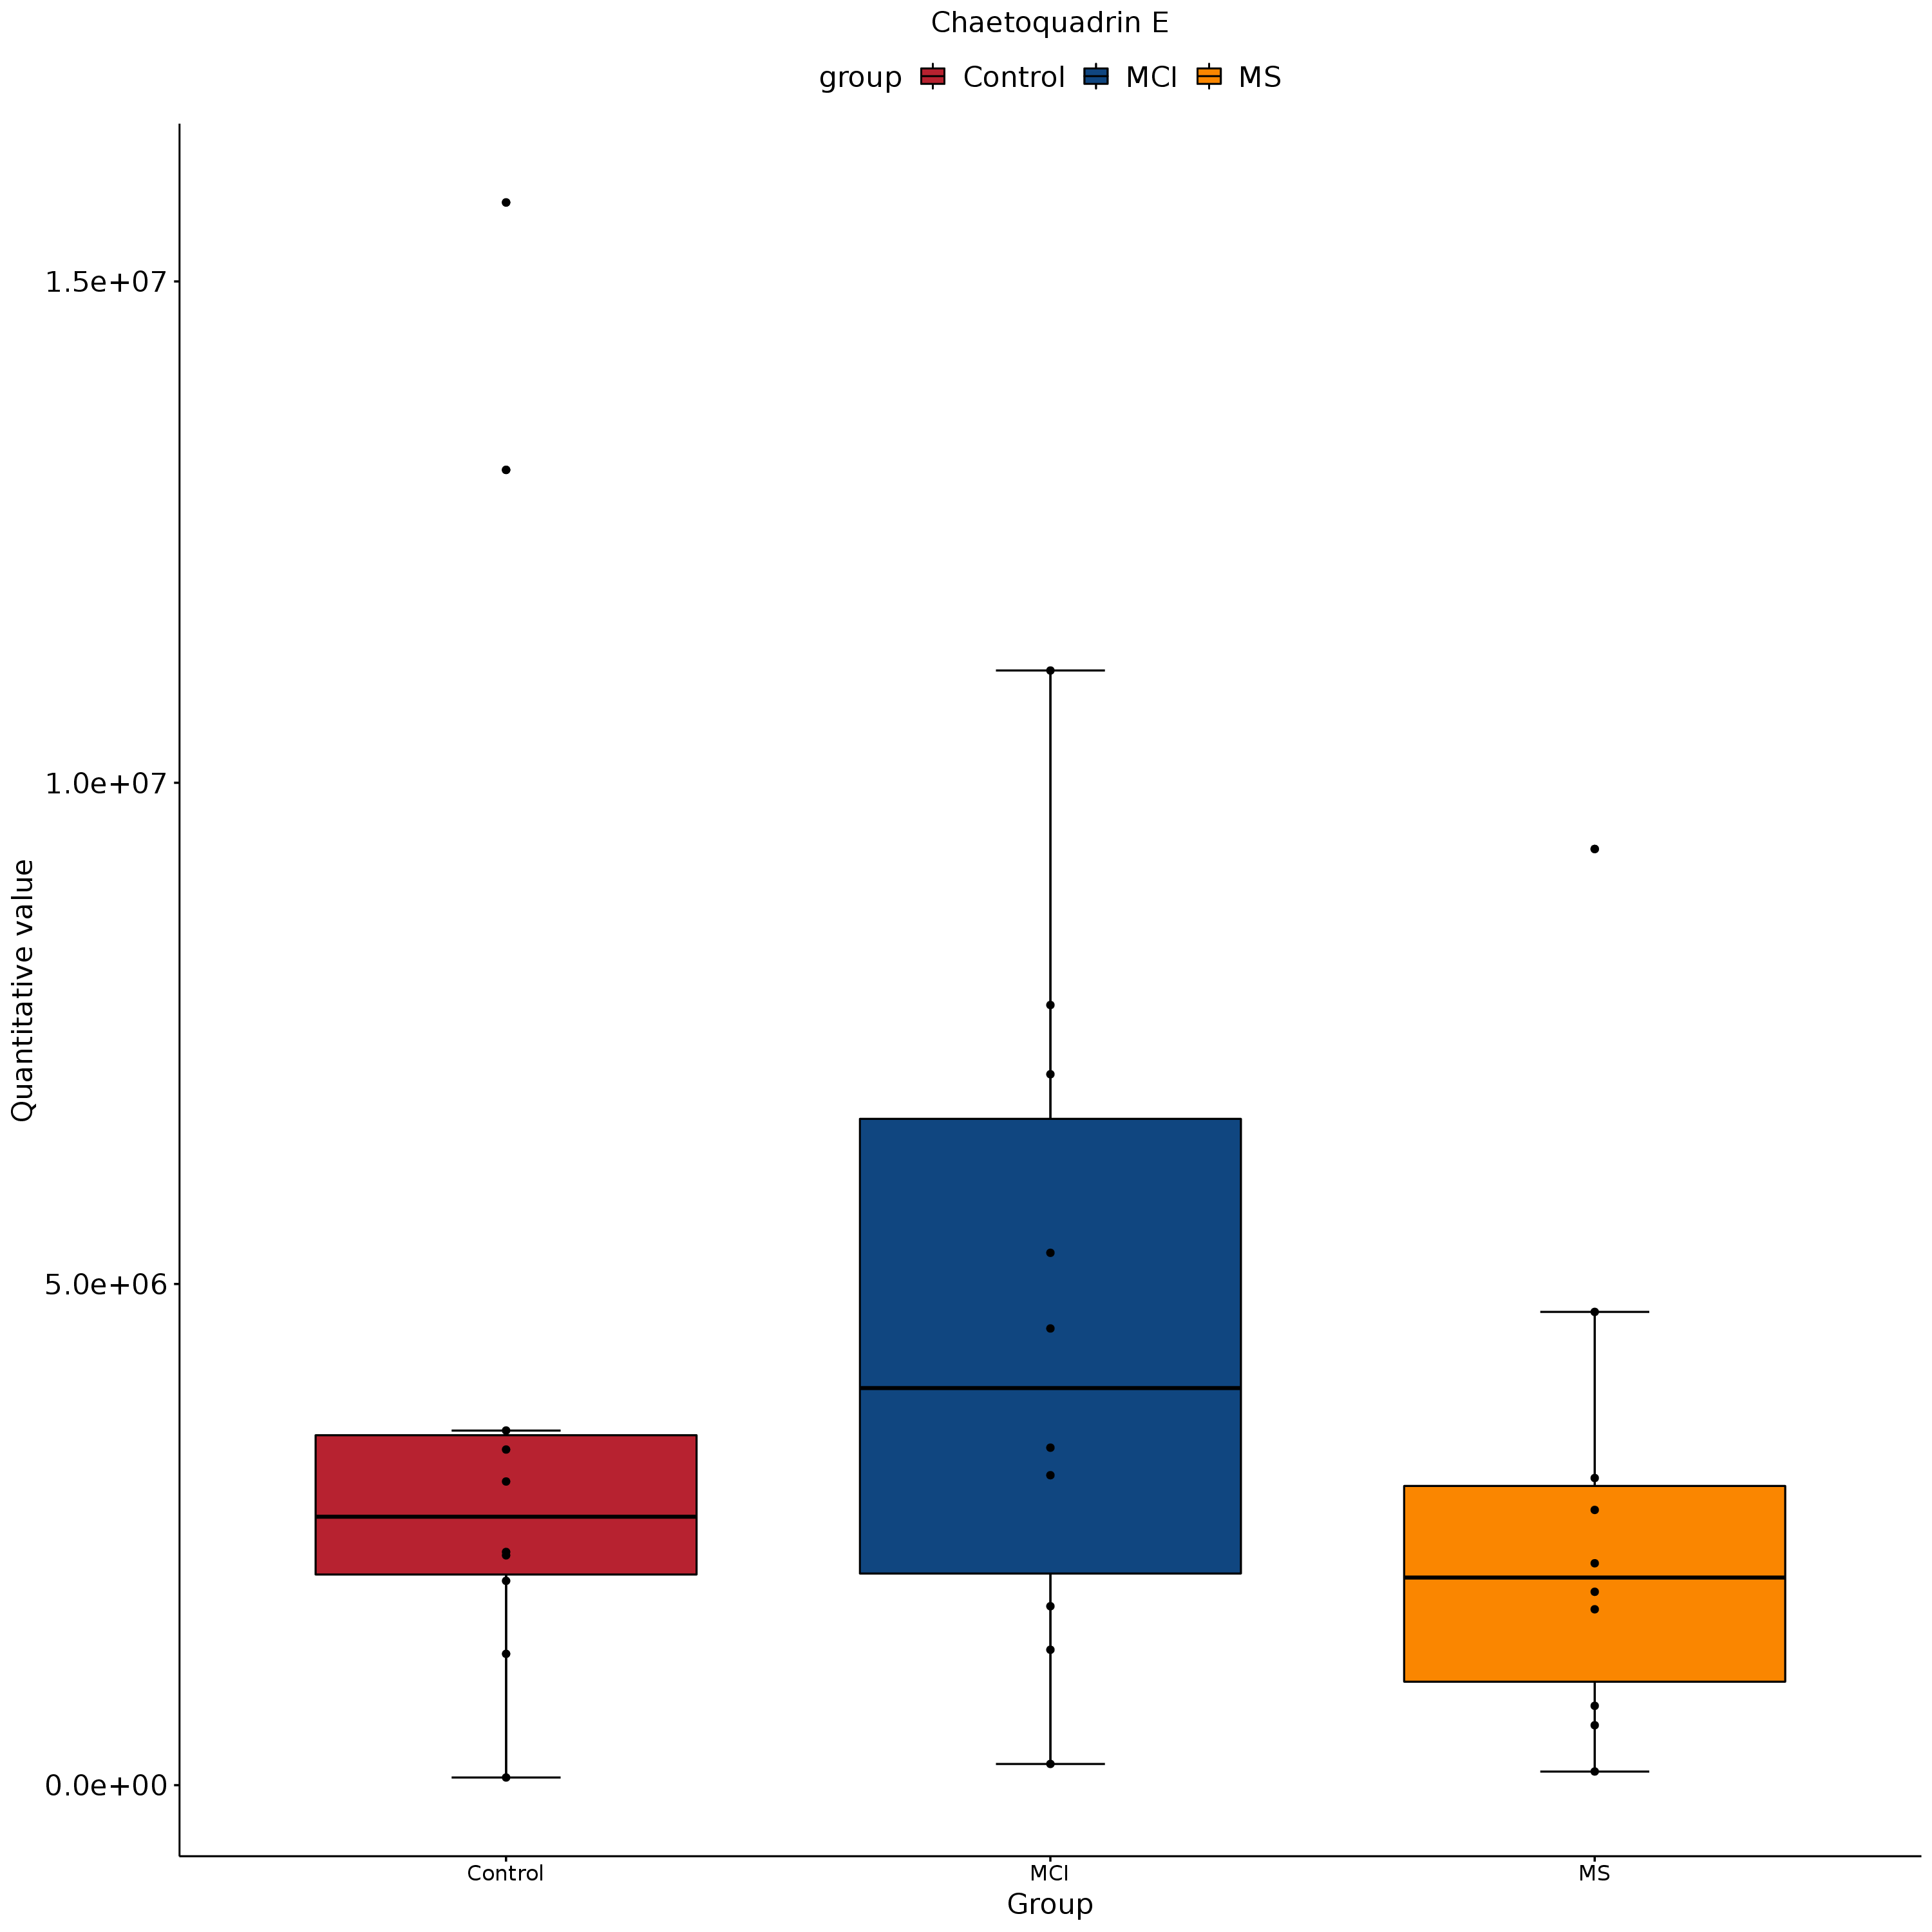 Chaetoquadrin E
group Control MCI MS
Quantitative value
1.5e+07
1.0e+07
5.0e+06
0.0e+00
Control MCI MS
Group